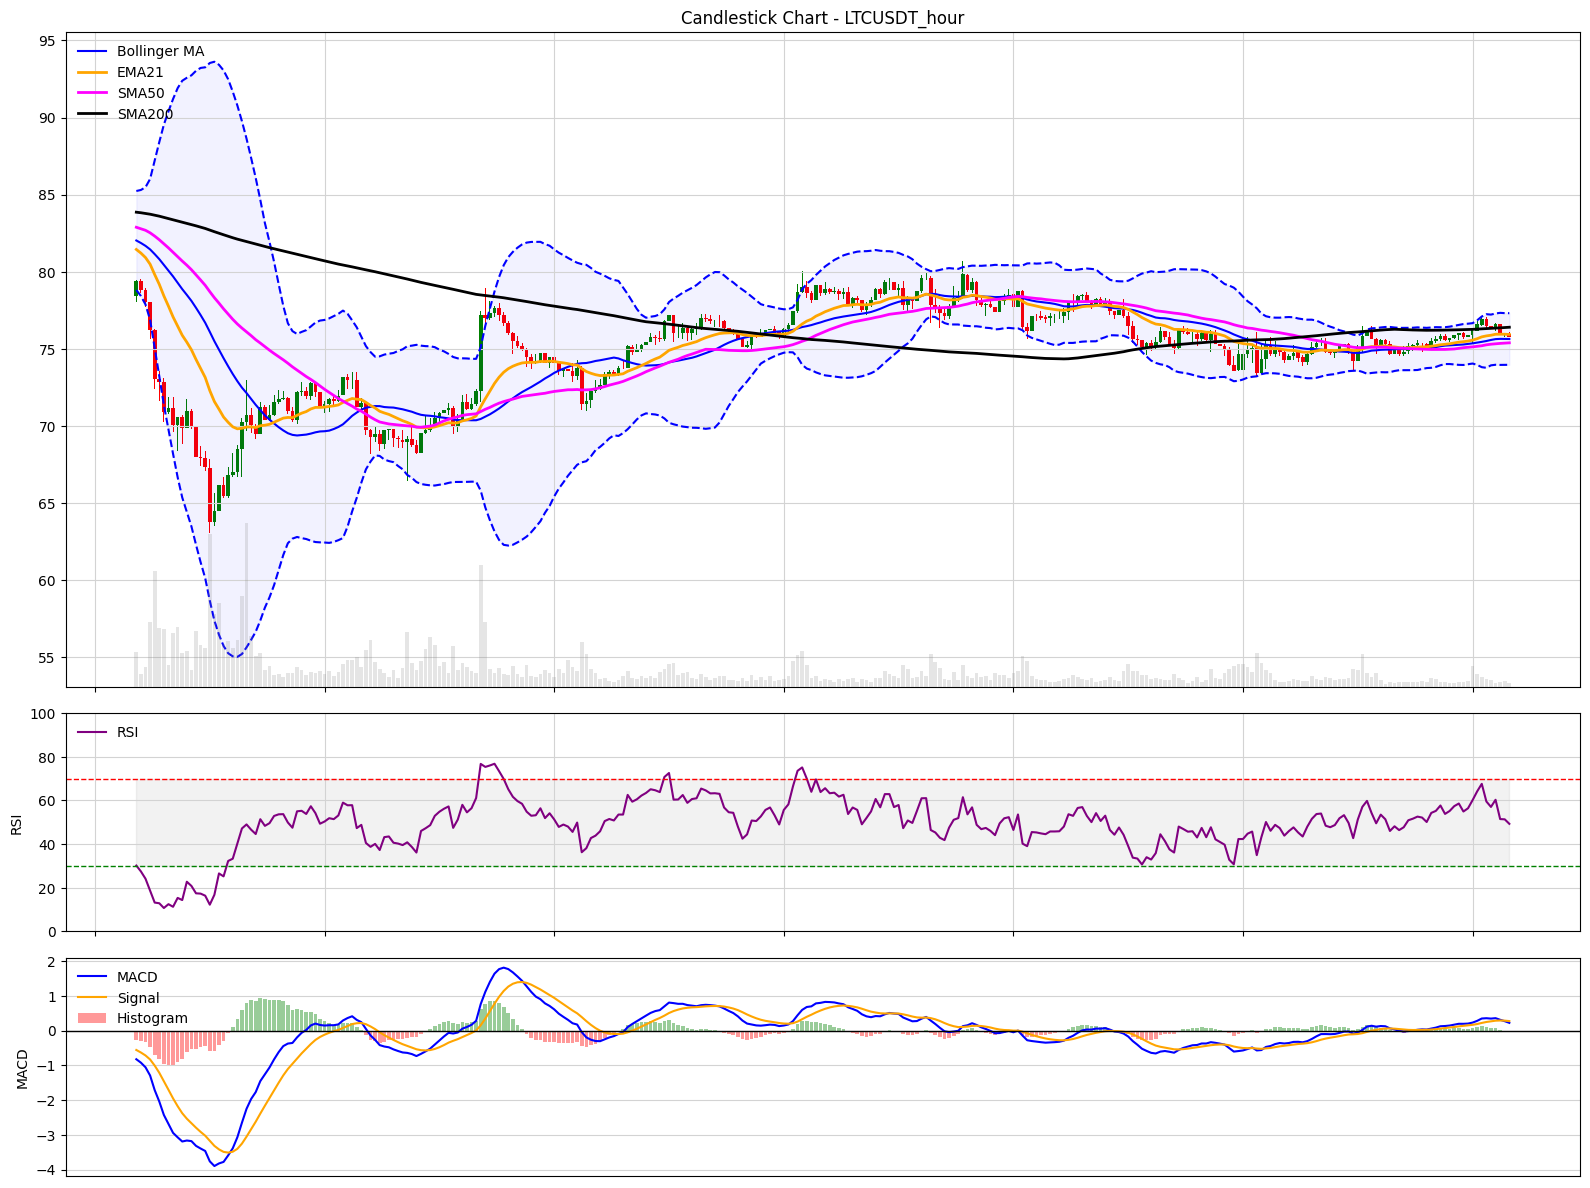 Candlestick Chart - LTCUSDT_hour
Bollinger MA
EMA21
SMA50
SMA200
95
90
85
80
75
70
65
60
55
RSI
RSI
100
80
60
40
20
0
MACD
Signal
Histogram
MACD
2
1
0
−1
−2
−3
−4